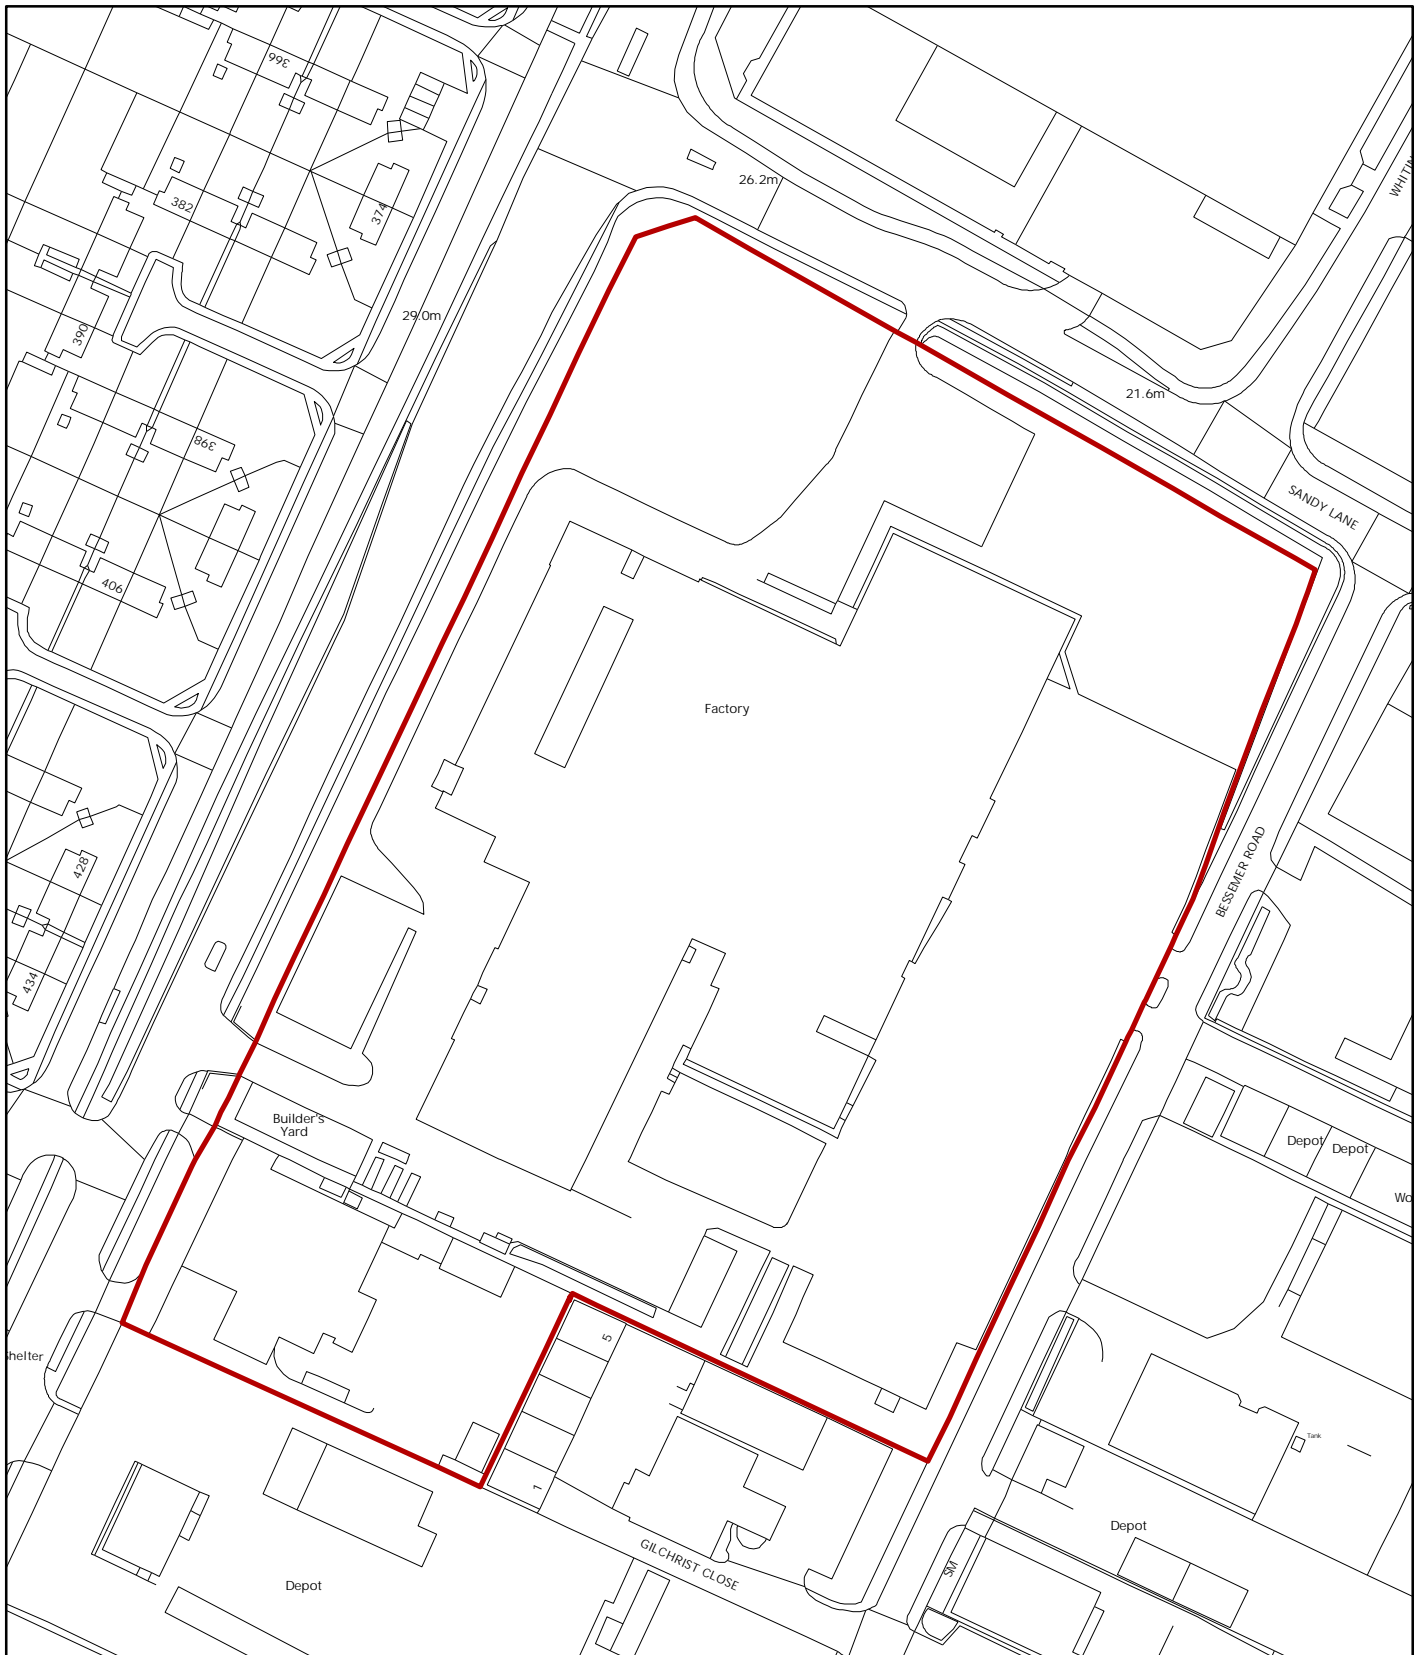 366
26.2m
382
374
29.0m
390
21.6m
398
SANDY LANE
406
Factory
BESSEMER ROAD
428
434
Builder's
Yard
Depot
Depot
5
Tank
1
Depot
GILCHRIST CLOSE
SM
Depot